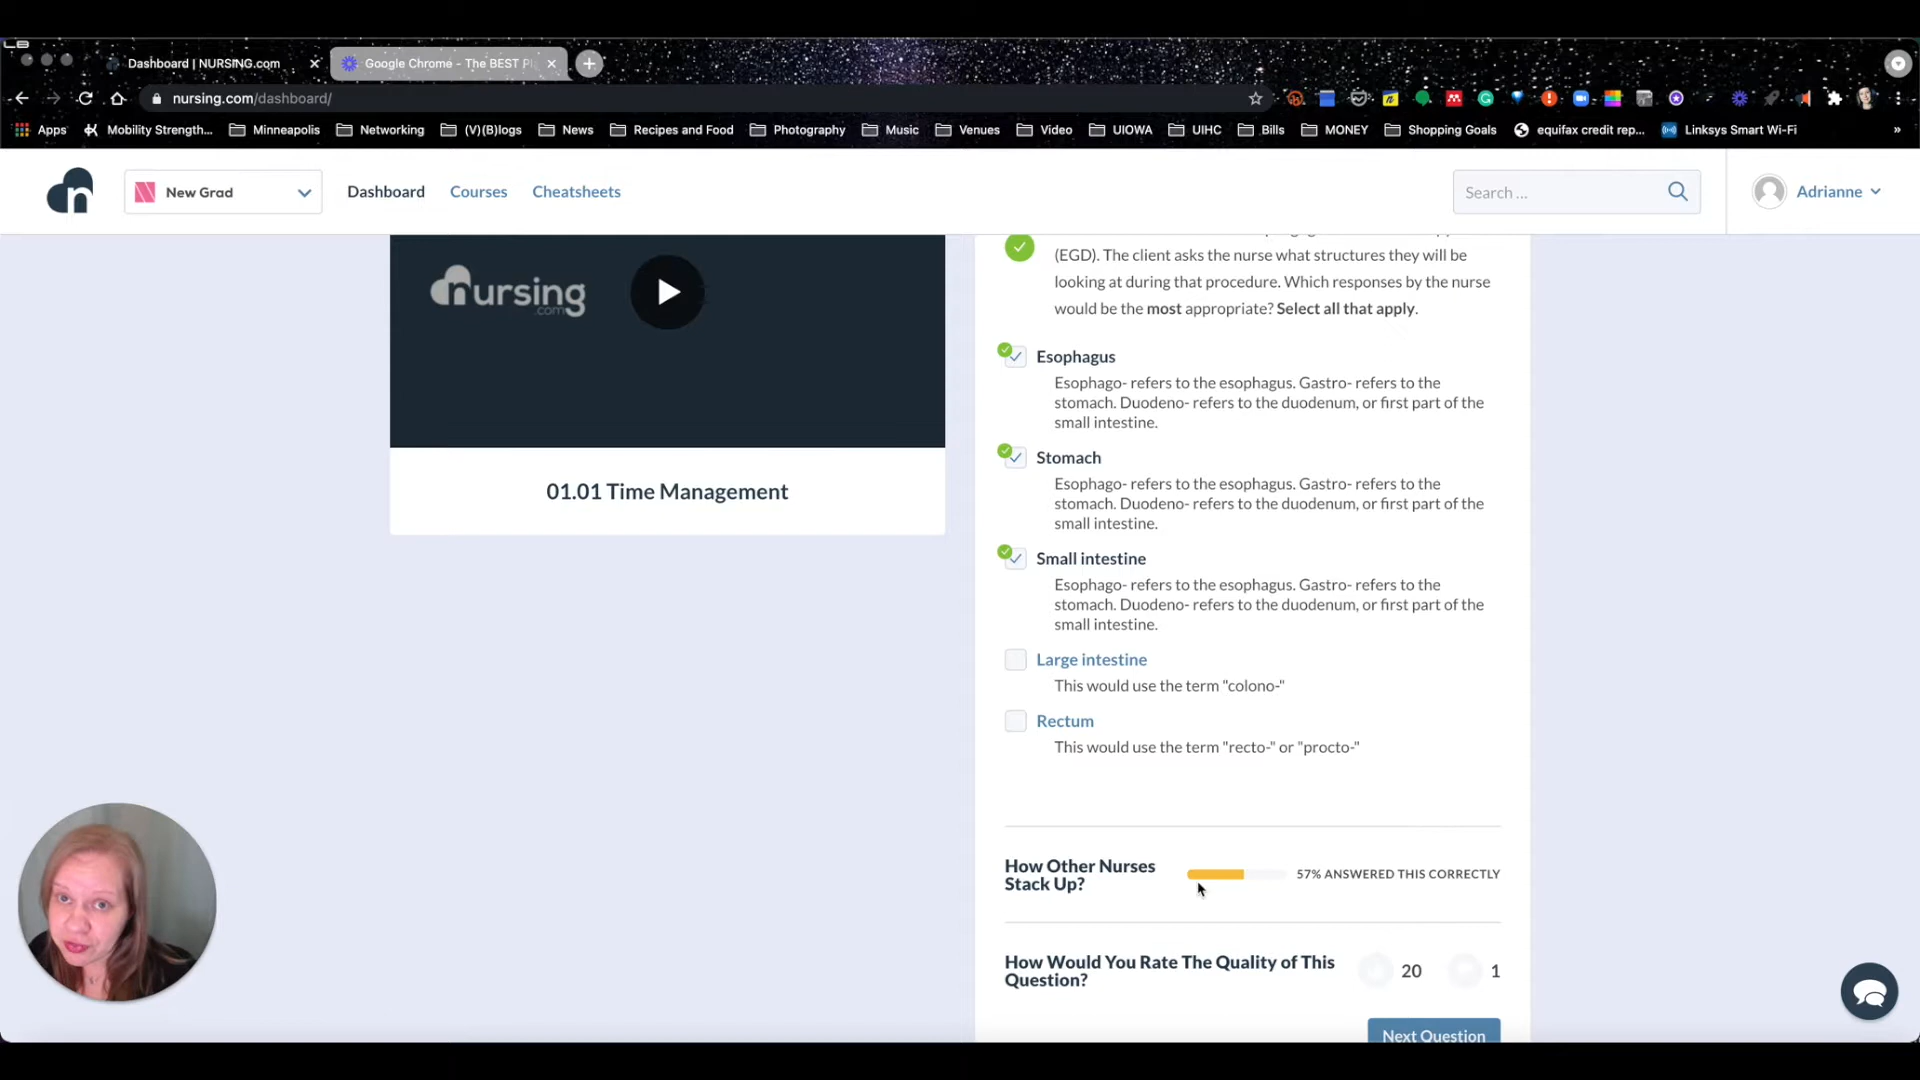 Dashboard | NURSING.com
Google Chrome - The BEST Pl
nursing.com/dashboard/
Apps
Mobility Strength...
Minneapolis
Networking
(V)(B)logs
News
Recipes and Food
Photography
Music
Venues
Video
UIOWA
UIHC
Bills
MONEY
Shopping Goals
equifax credit rep...
Linksys Smart Wi-Fi
»
n
New Grad
Dashboard
Courses
Cheatsheets
Search ...
Adrianne
nursing
.com
01.01 Time Management
(EGD). The client asks the nurse what structures they will be
looking at during that procedure. Which responses by the nurse
would be the most appropriate? Select all that apply.
Esophagus
Esophago- refers to the esophagus. Gastro- refers to the
stomach. Duodeno- refers to the duodenum, or first part of the
small intestine.
Stomach
Esophago- refers to the esophagus. Gastro- refers to the
stomach. Duodeno- refers to the duodenum, or first part of the
small intestine.
Small intestine
Esophago- refers to the esophagus. Gastro- refers to the
stomach. Duodeno- refers to the duodenum, or first part of the
small intestine.
Large intestine
This would use the term "colono-"
Rectum
This would use the term "recto-" or "procto-"
How Other Nurses
Stack Up?
57% ANSWERED THIS CORRECTLY
How Would You Rate The Quality of This
Question?
20
1
Next Question